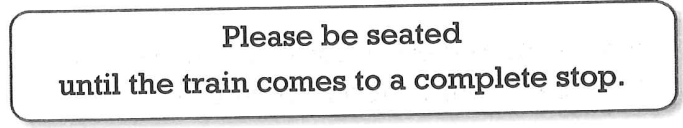 Please be seated
until the train comes to a complete stop.